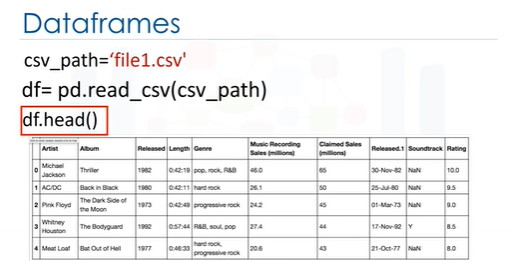 Dataframes
csv_path=‘file1.csv'
df= pd.read_csv(csv_path)
df.head()
Artist Album Released Length Genre Music Recording Sales (millions) Claimed Sales (millions) Released.1 Soundtrack Rating
0 Michael Jackson Thriller 1982 0:42:19 pop, rock, R&B 46.0 65 30-Nov-82 NaN 10.0
1 AC/DC Back in Black 1980 0:42:11 hard rock 26.1 50 25-Jul-80 NaN 9.5
2 Pink Floyd The Dark Side of the Moon 1973 0:42:49 progressive rock 24.2 45 01-Mar-73 NaN 9.0
3 Whitney Houston The Bodyguard 1992 0:57:44 R&B, soul, pop 27.4 44 17-Nov-92 Y 8.5
4 Meat Loaf Bat Out of Hell 1977 0:46:33 hard rock, progressive rock 20.6 43 21-Oct-77 NaN 8.0